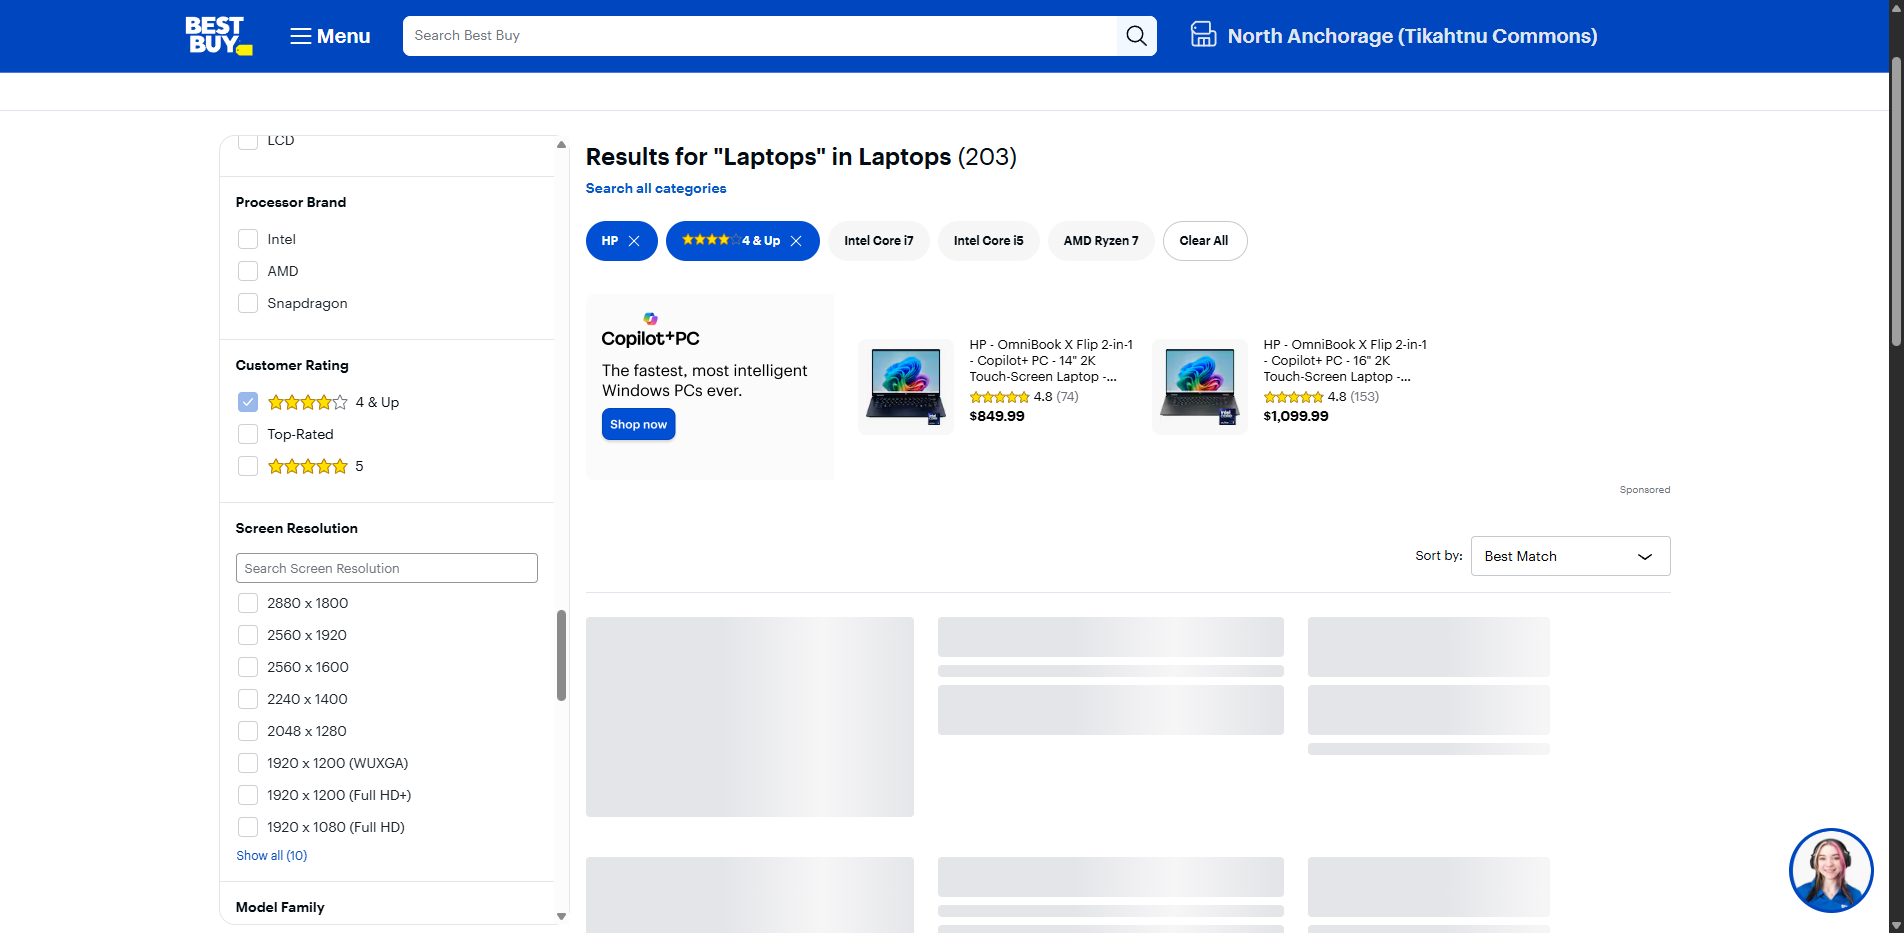 BEST BUY
Menu
Search Best Buy
North Anchorage (Tikahtnu Commons)
LCD
Processor Brand
Intel
AMD
Snapdragon
Customer Rating
4 & Up
Top-Rated
5
Screen Resolution
Search Screen Resolution
2880 x 1800
2560 x 1920
2560 x 1600
2240 x 1400
2048 x 1280
1920 x 1200 (WUXGA)
1920 x 1200 (Full HD+)
1920 x 1080 (Full HD)
Show all (10)
Model Family
Results for "Laptops" in Laptops (203)
Search all categories
HP
4 & Up
Intel Core i7
Intel Core i5
AMD Ryzen 7
Clear All
Copilot+PC
The fastest, most intelligent
Windows PCs ever.
Shop now
HP - OmniBook X Flip 2-in-1
- Copilot+ PC - 14" 2K
Touch-Screen Laptop -...
4.8 (74)
$849.99
HP - OmniBook X Flip 2-in-1
- Copilot+ PC - 16" 2K
Touch-Screen Laptop -...
4.8 (153)
$1,099.99
Sponsored
Sort by:
Best Match